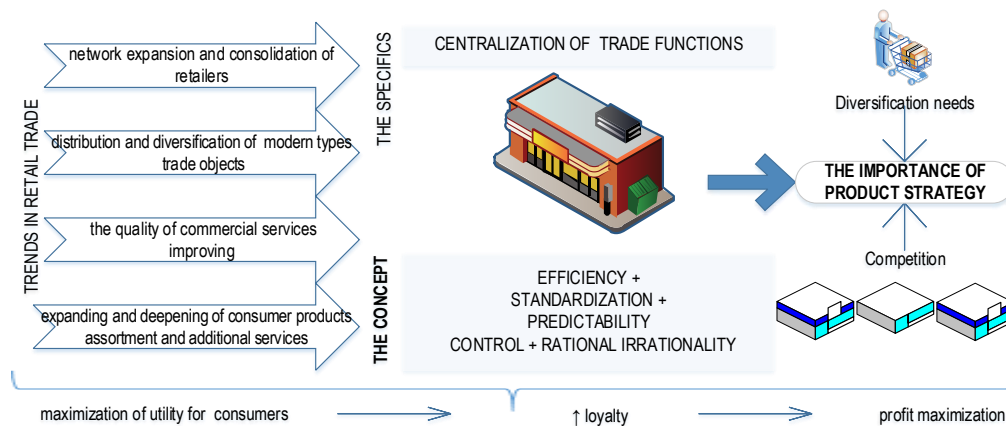 TRENDS IN RETAIL TRADE
network expansion and consolidation of
retailers
distribution and diversification of modern types
trade objects
the quality of commercial services
improving
expanding and deepening of consumer products
assortment and additional services
THE SPECIFICS
CENTRALIZATION OF TRADE FUNCTIONS
THE CONCEPT
EFFICIENCY +
STANDARDIZATION +
PREDICTABILITY
CONTROL + RATIONAL IRRATIONALITY
Diversification needs
THE IMPORTANCE OF
PRODUCT STRATEGY
Competition
maximization of utility for consumers
↑ loyalty
profit maximization